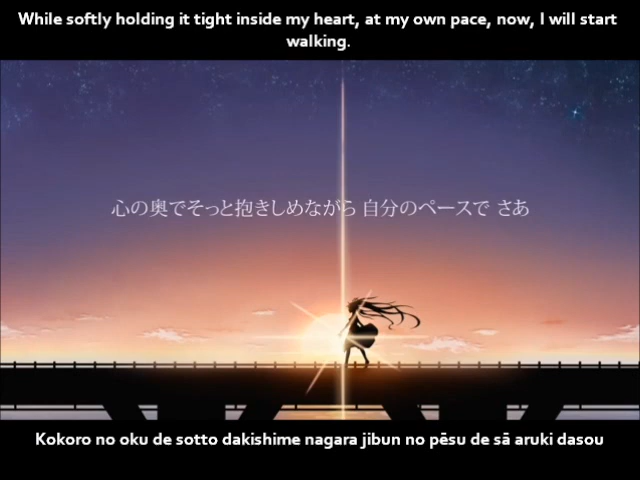 While softly holding it tight inside my heart, at my own pace, now, I will start
walking.
心の奥でそっと抱きしめながら 自分のペースで さあ
Kokoro no oku de sotto dakishime nagara jibun no pēsu de sā aruki dasou